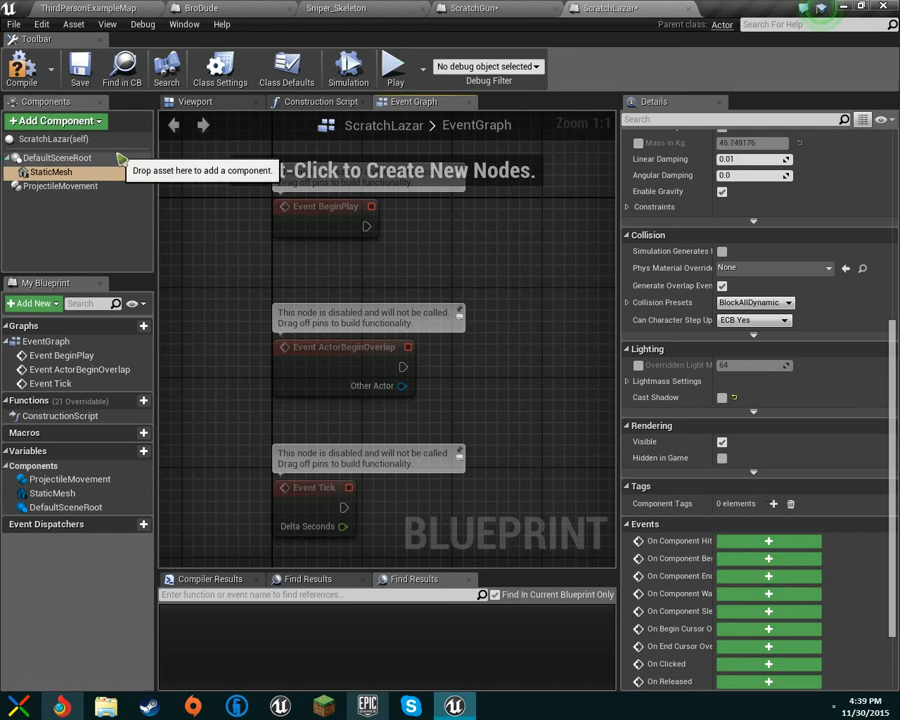 ThirdPersonExampleMap
BroDude
Sniper_Skeleton
ScratchGun*
ScratchLazar*
File
Edit
Asset
View
Debug
Window
Help
Parent class: Actor
Search For Help
Toolbar
Compile
Save
Find in CB
Search
Class Settings
Class Defaults
Simulation
Play
No debug object selected
Debug Filter
Components
+ Add Component
ScratchLazar(self)
DefaultSceneRoot
StaticMesh
ProjectileMovement
Drop asset here to add a component.
My Blueprint
+ Add New
Search
Graphs
EventGraph
Event BeginPlay
Event ActorBeginOverlap
Event Tick
Functions (21 Overridable)
ConstructionScript
Macros
Variables
Components
ProjectileMovement
StaticMesh
DefaultSceneRoot
Event Dispatchers
Viewport
Construction Script
Event Graph
ScratchLazar > EventGraph
Zoom 1:1
t-Click to Create New Nodes.
Event BeginPlay
This node is disabled and will not be called.
Drag off pins to build functionality.
Event ActorBeginOverlap
Other Actor
This node is disabled and will not be called.
Drag off pins to build functionality.
Event Tick
Delta Seconds
BLUEPRINT
Compiler Results
Find Results
Find Results
Enter function or event name to find references...
Find In Current Blueprint Only
Details
Search
Mass in Kg
45.749176
Linear Damping
0.01
Angular Damping
0.0
Enable Gravity
Constraints
Collision
Simulation Generates
Phys Material Overrid
None
Generate Overlap Even
Collision Presets
BlockAllDynamic
Can Character Step Up
ECB Yes
Lighting
Overridden Light M
64
Lightmass Settings
Cast Shadow
Rendering
Visible
Hidden in Game
Tags
Component Tags
0 elements
Events
On Component Hit
On Component Be
On Component En
On Component Wa
On Component Sle
On Begin Cursor O
On End Cursor Ove
On Clicked
On Released
EPIC
4:39 PM
11/30/2015